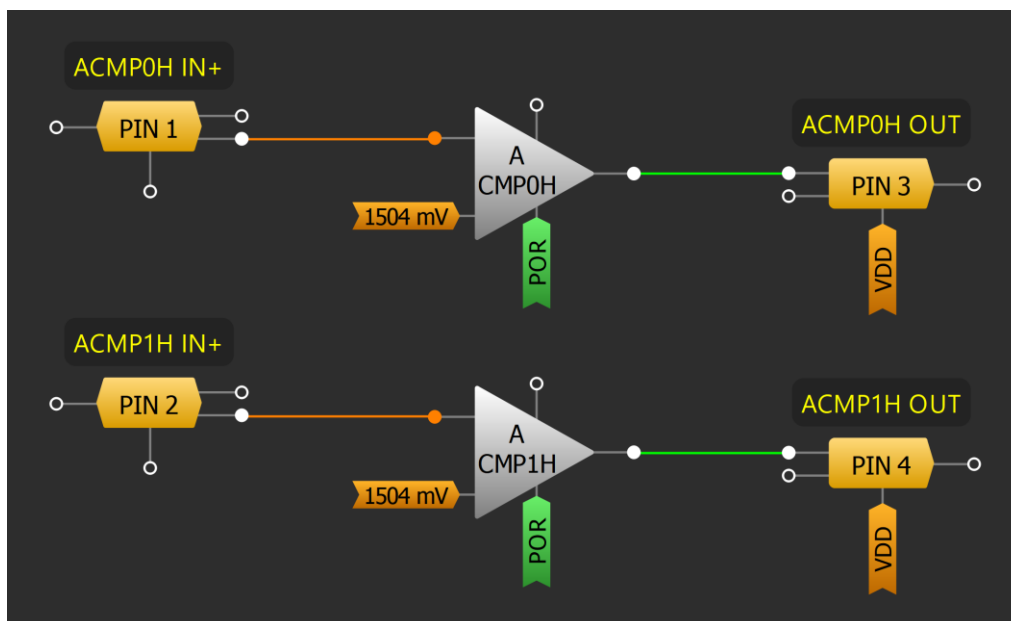 ACMP0H IN+
PIN 1
A
CMP0H
1504 mV
POR
ACMP0H OUT
PIN 3
VDD
ACMP1H IN+
PIN 2
A
CMP1H
1504 mV
POR
ACMP1H OUT
PIN 4
VDD